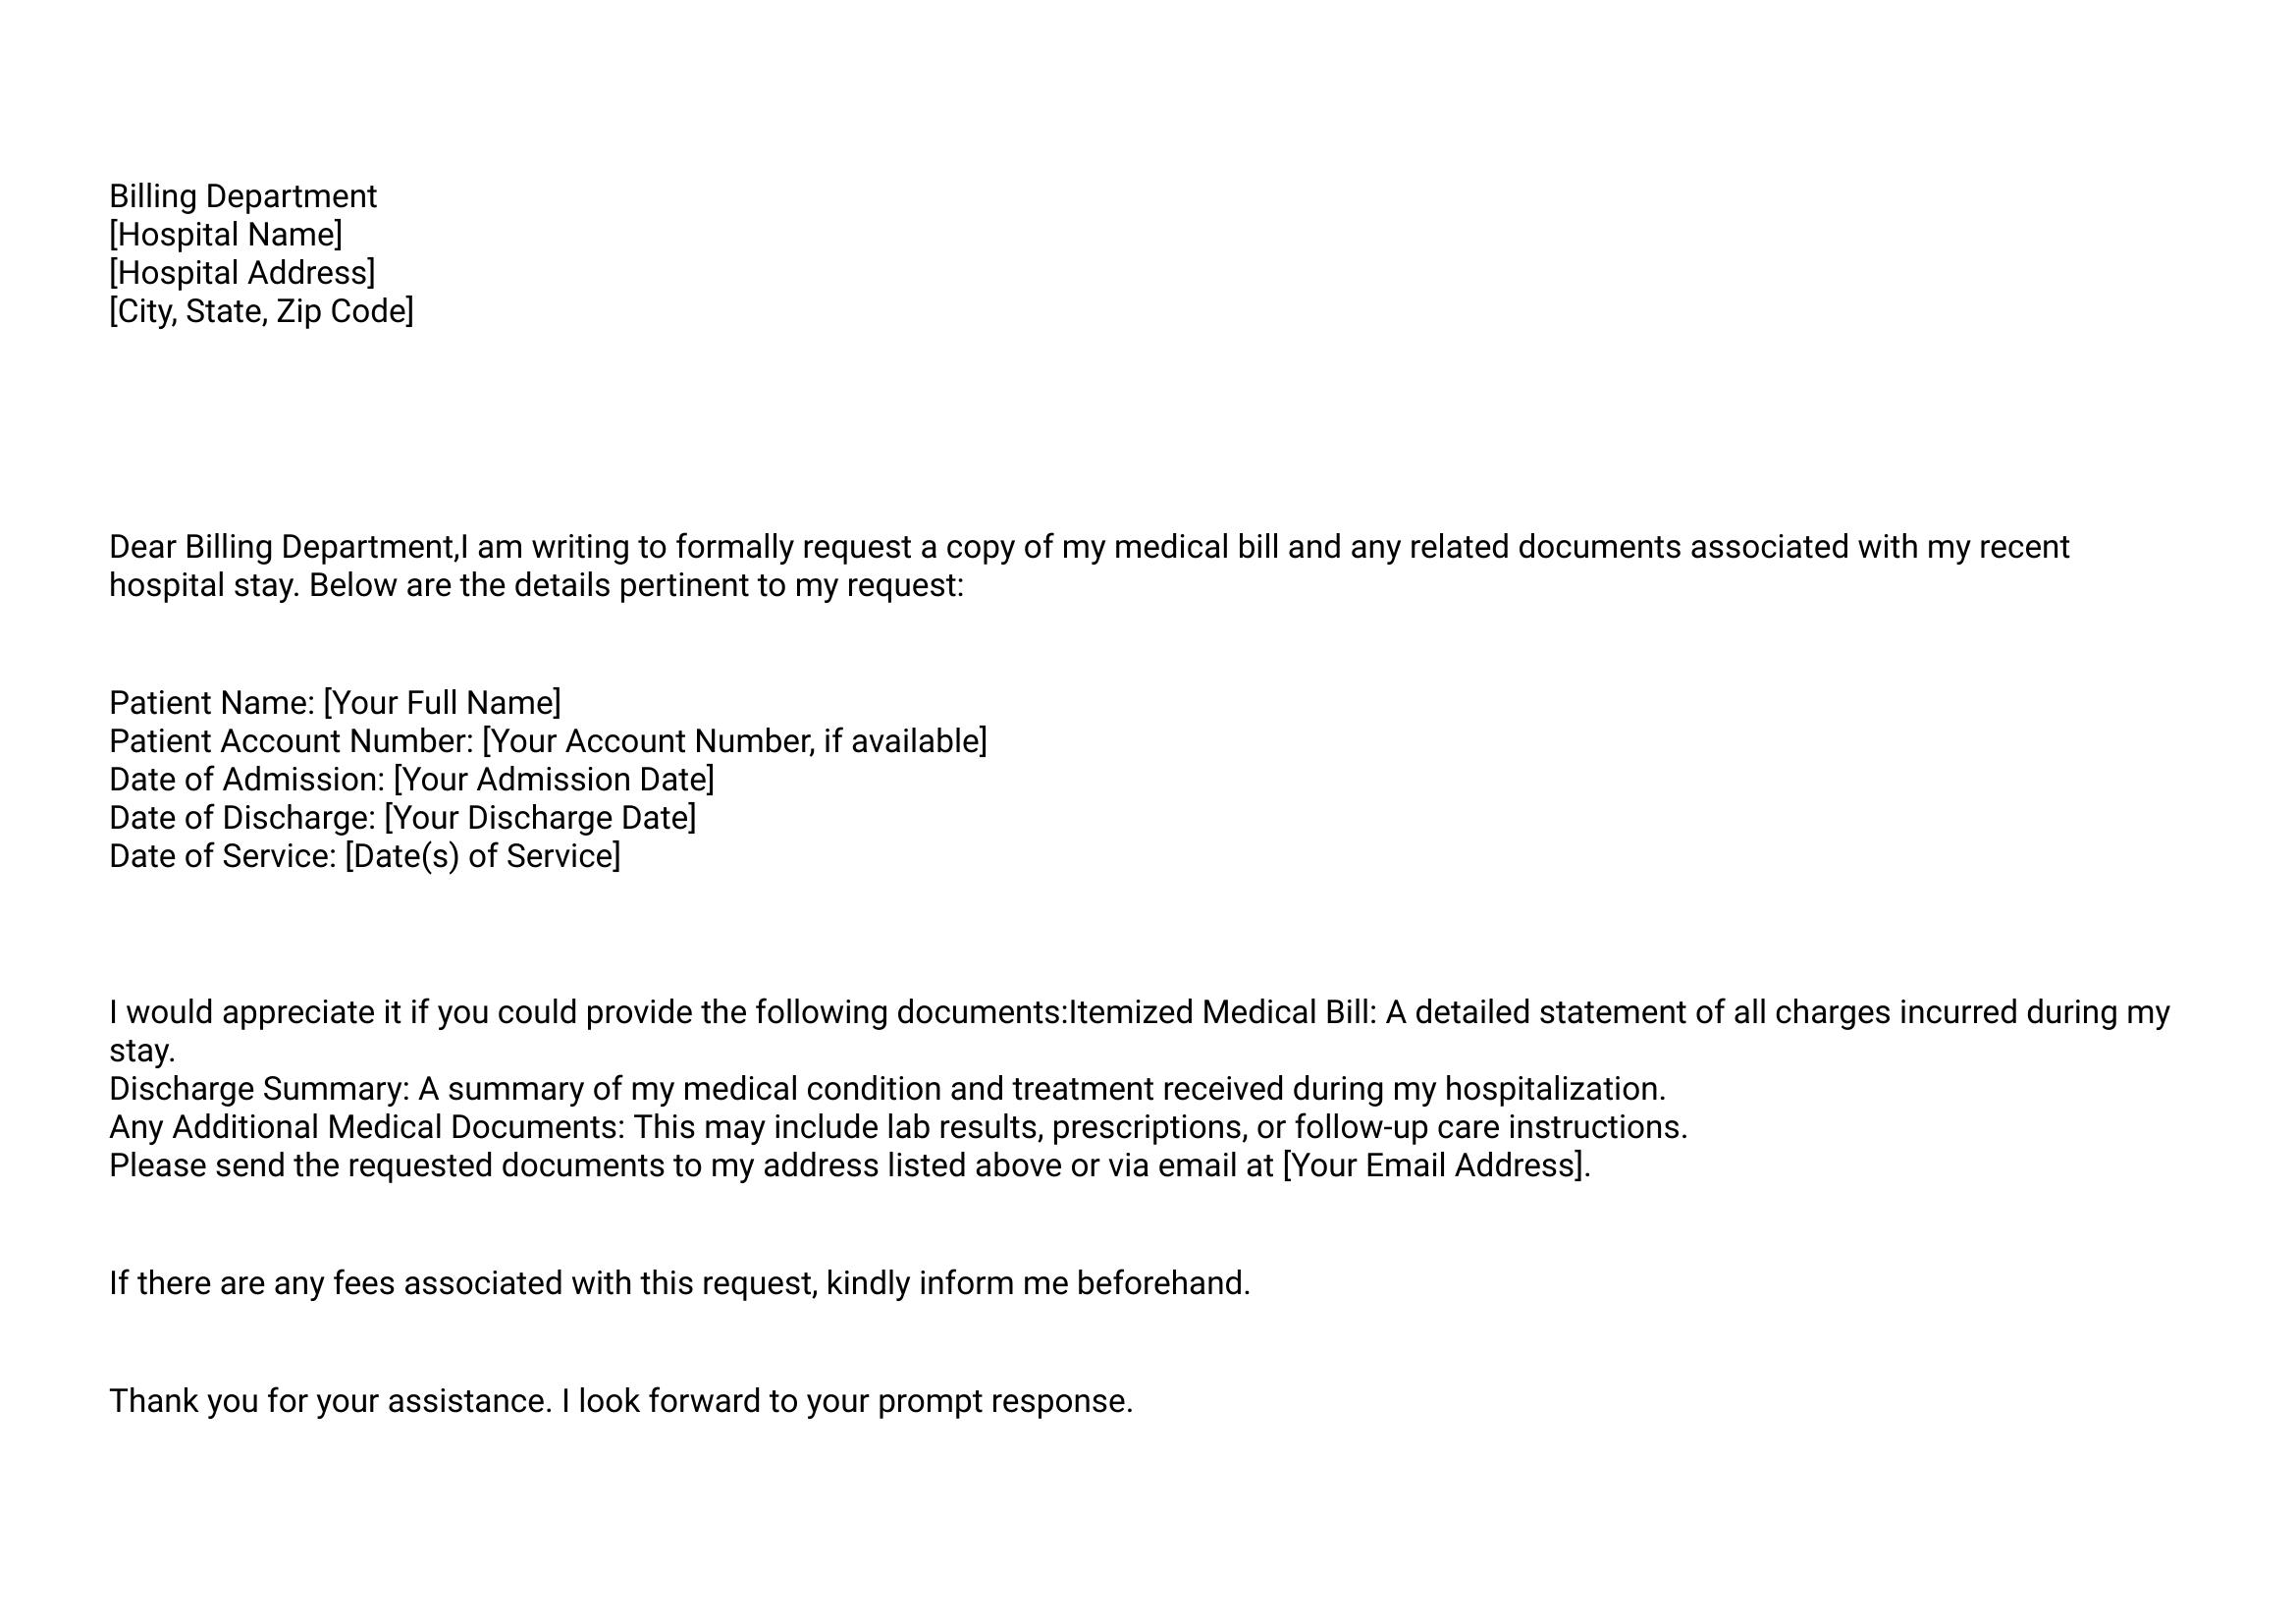 Billing Department
[Hospital Name]
[Hospital Address]
[City, State, Zip Code]
Dear Billing Department,I am writing to formally request a copy of my medical bill and any related documents associated with my recent
hospital stay. Below are the details pertinent to my request:
Patient Name: [Your Full Name]
Patient Account Number: [Your Account Number, if available]
Date of Admission: [Your Admission Date]
Date of Discharge: [Your Discharge Date]
Date of Service: [Date(s) of Service]
I would appreciate it if you could provide the following documents:Itemized Medical Bill: A detailed statement of all charges incurred during my
stay.
Discharge Summary: A summary of my medical condition and treatment received during my hospitalization.
Any Additional Medical Documents: This may include lab results, prescriptions, or follow-up care instructions.
Please send the requested documents to my address listed above or via email at [Your Email Address].
If there are any fees associated with this request, kindly inform me beforehand.
Thank you for your assistance. I look forward to your prompt response.